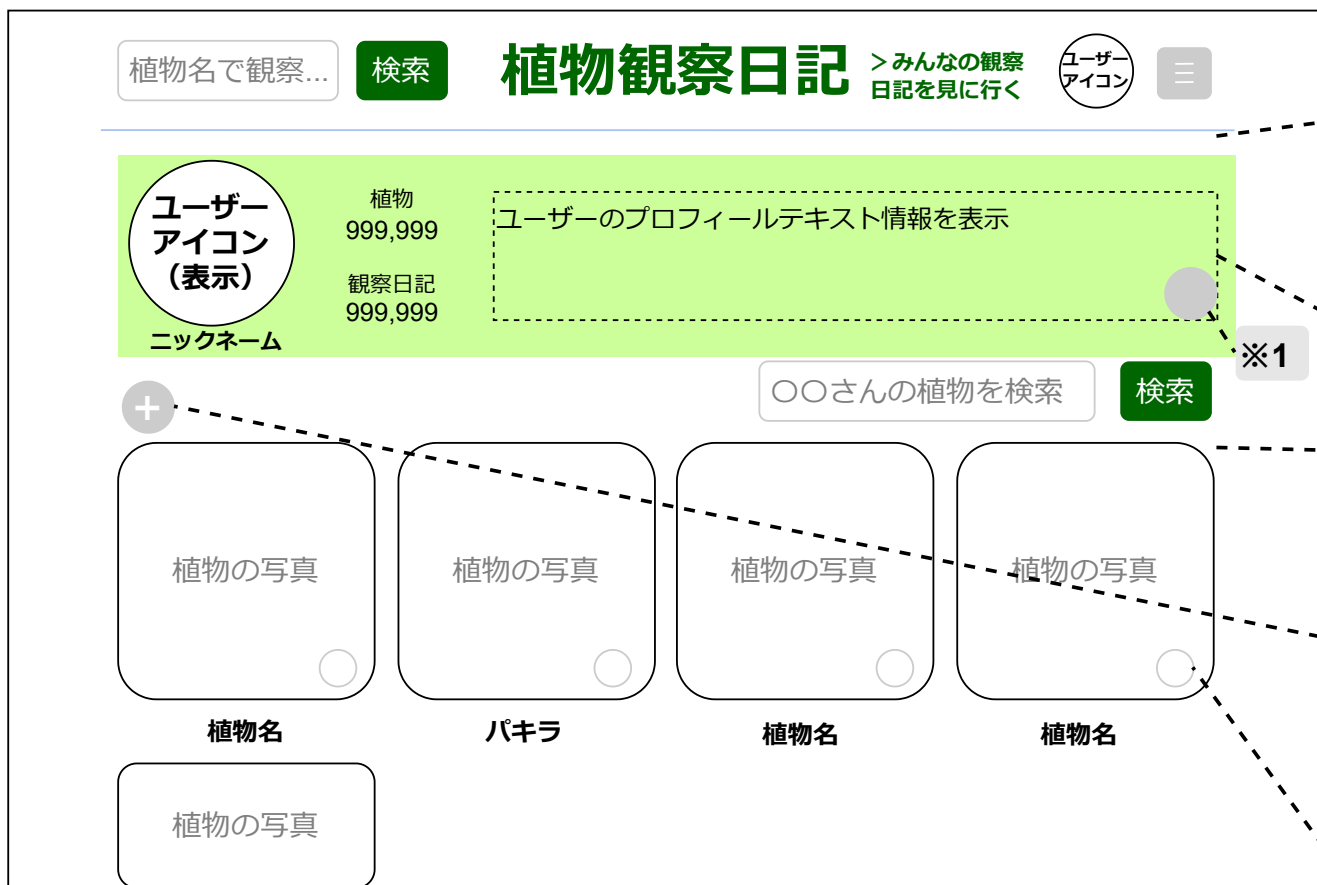 植物名で観察...
検索
植物観察日記
＞みんなの観察
日記を見に行く
ユーザー
アイコン
三
ユーザー
アイコン
（表示）
ニックネーム
植物
999,999
観察日記
999,999
ユーザーのプロフィールテキスト情報を表示
※1
+
〇〇さんの植物を検索
検索
植物の写真
植物の写真
植物の写真
植物の写真
植物名
パキラ
植物名
植物名
植物の写真